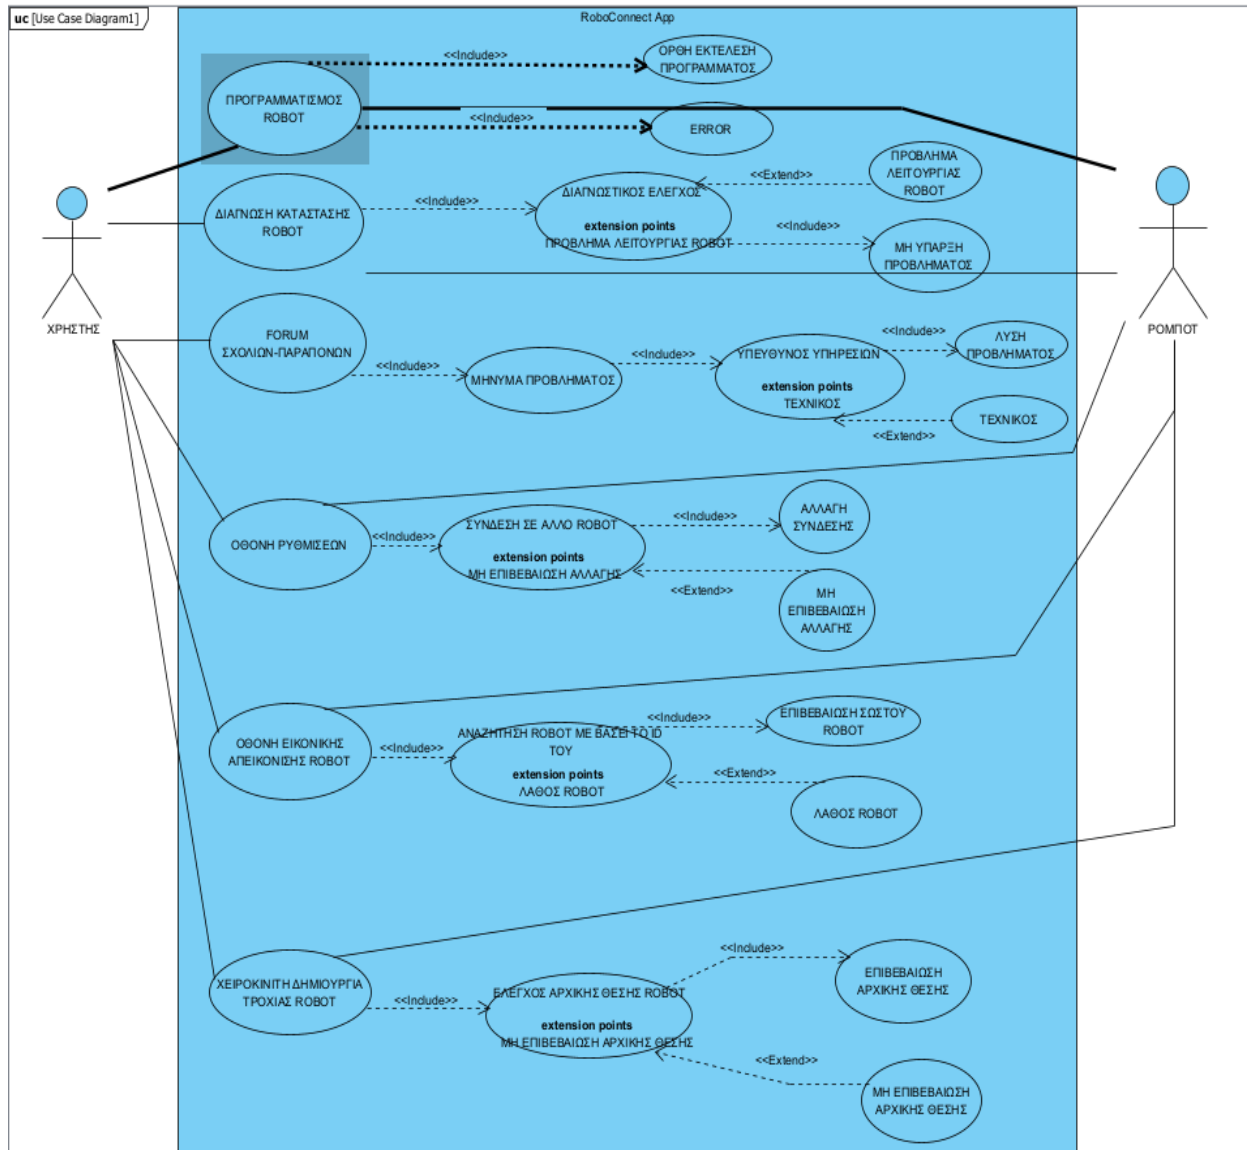 uc [Use Case Diagram1]
RoboConnect App
<<Include>>
ΟΡΘΗ ΕΚΤΕΛΕΣΗ
ΠΡΟΓΡΑΜΜΑΤΟΣ
ΠΡΟΓΡΑΜΜΑΤΙΣΜΟΣ
ROBOT
<<Include>>
ERROR
ΔΙΑΓΝΩΣΗ ΚΑΤΑΣΤΑΣΗΣ
ROBOT
<<Include>>
ΔΙΑΓΝΩΣΤΙΚΟΣ ΕΛΕΓΧΟΣ
extension points
ΠΡΟΒΛΗΜΑ ΛΕΙΤΟΥΡΓΙΑΣ ROBOT
<<Extend>>
ΠΡΟΒΛΗΜΑ
ΛΕΙΤΟΥΡΓΙΑΣ
ROBOT
<<Include>>
ΜΗ ΥΠΑΡΞΗ
ΠΡΟΒΛΗΜΑΤΟΣ
ΧΡΗΣΤΗΣ
ΡΟΜΠΟΤ
FORUM
ΣΧΟΛΙΩΝ-ΠΑΡΑΠΟΝΩΝ
<<Include>>
ΜΗΝΥΜΑ ΠΡΟΒΛΗΜΑΤΟΣ
<<Include>>
ΥΠΕΥΘΥΝΟΣ ΥΠΗΡΕΣΙΩΝ
extension points
ΤΕΧΝΙΚΟΣ
<<Include>>
ΛΥΣΗ
ΠΡΟΒΛΗΜΑΤΟΣ
<<Extend>>
ΤΕΧΝΙΚΟΣ
ΟΘΟΝΗ ΡΥΘΜΙΣΕΩΝ
<<Include>>
ΣΥΝΔΕΣΗ ΣΕ ΑΛΛΟ ROBOT
extension points
ΜΗ ΕΠΙΒΕΒΑΙΩΣΗ ΑΛΛΑΓΗΣ
<<Include>>
ΑΛΛΑΓΗ
ΣΥΝΔΕΣΗΣ
<<Extend>>
ΜΗ
ΕΠΙΒΕΒΑΙΩΣΗ
ΑΛΛΑΓΗΣ
ΟΘΟΝΗ ΕΙΚΟΝΙΚΗΣ
ΑΠΕΙΚΟΝΙΣΗΣ ROBOT
<<Include>>
ΑΝΑΖΗΤΗΣΗ ROBOT ΜΕ ΒΑΣΕΙ ΤΟ ID
ΤΟΥ
extension points
ΛΑΘΟΣ ROBOT
<<Include>>
ΕΠΙΒΕΒΑΙΩΣΗ ΣΩΣΤΟΥ
ROBOT
<<Extend>>
ΛΑΘΟΣ ROBOT
ΧΕΙΡΟΚΙΝΙΤΗ ΔΗΜΙΟΥΡΓΙΑ
ΤΡΟΧΙΑΣ ROBOT
<<Include>>
ΕΛΕΓΧΟΣ ΑΡΧΙΚΗΣ ΘΕΣΗΣ ROBOT
extension points
ΜΗ ΕΠΙΒΕΒΑΙΩΣΗ ΑΡΧΙΚΗΣ ΘΕΣΗΣ
<<Include>>
ΕΠΙΒΕΒΑΙΩΣΗ
ΑΡΧΙΚΗΣ ΘΕΣΗΣ
<<Extend>>
ΜΗ ΕΠΙΒΕΒΑΙΩΣΗ
ΑΡΧΙΚΗΣ ΘΕΣΗΣ